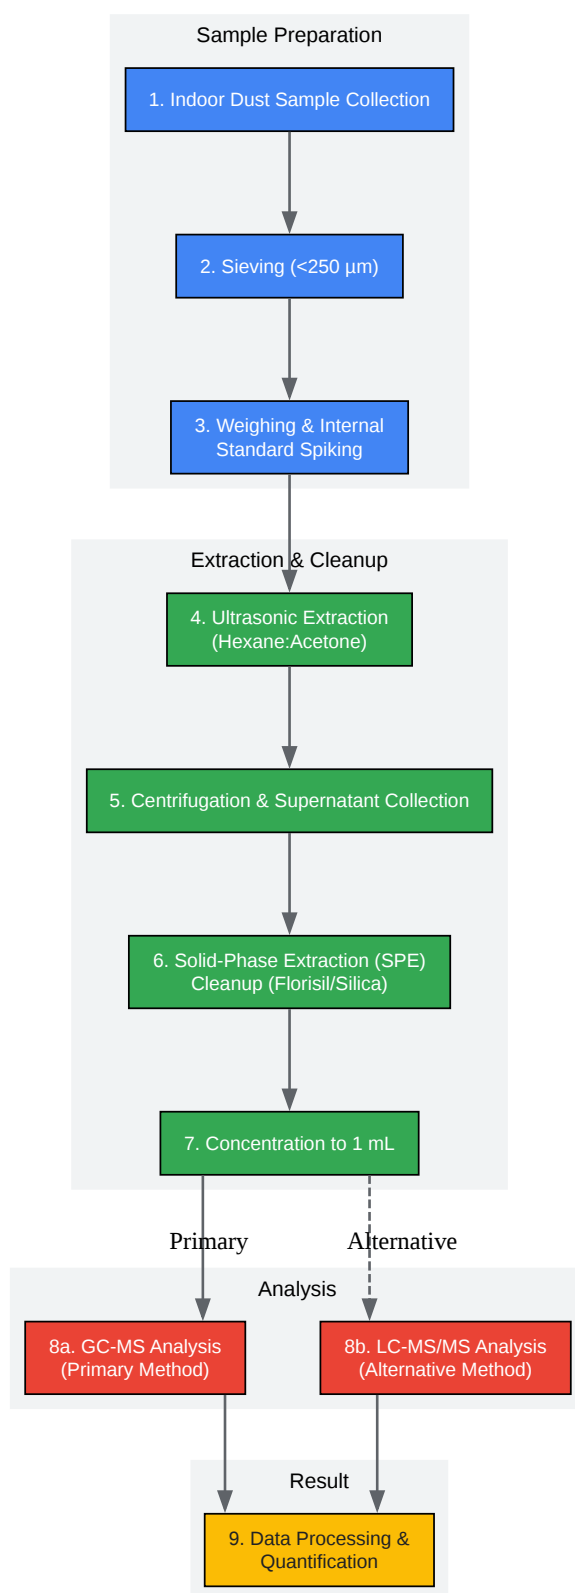 Sample Preparation
1. Indoor Dust Sample Collection
2. Sieving (<250 µm)
3. Weighing & Internal
Standard Spiking
Extraction & Cleanup
4. Ultrasonic Extraction
(Hexane:Acetone)
5. Centrifugation & Supernatant Collection
6. Solid-Phase Extraction (SPE)
Cleanup (Florisil/Silica)
7. Concentration to 1 mL
Primary
Alternative
Analysis
8a. GC-MS Analysis
(Primary Method)
8b. LC-MS/MS Analysis
(Alternative Method)
Result
9. Data Processing &
Quantification